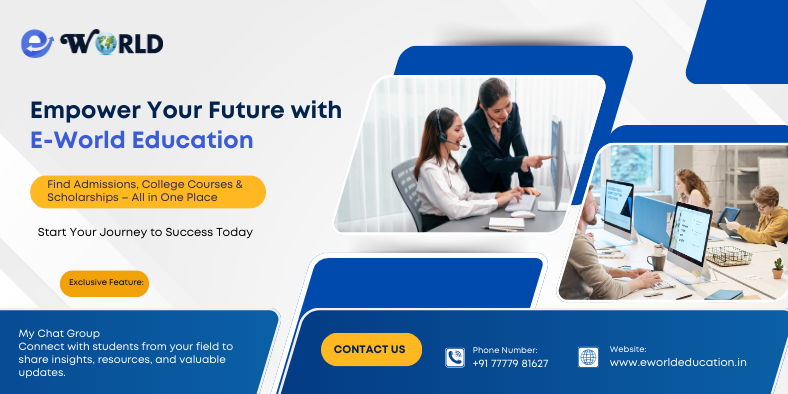 e WORLD
Empower Your Future with
E-World Education
Find Admissions, College Courses &
Scholarships – All in One Place
Start Your Journey to Success Today
Exclusive Feature:
My Chat Group
Connect with students from your field to
share insights, resources, and valuable
updates.
CONTACT US
Phone Number:
+91 77779 81627
Website:
www.eworldeducation.in